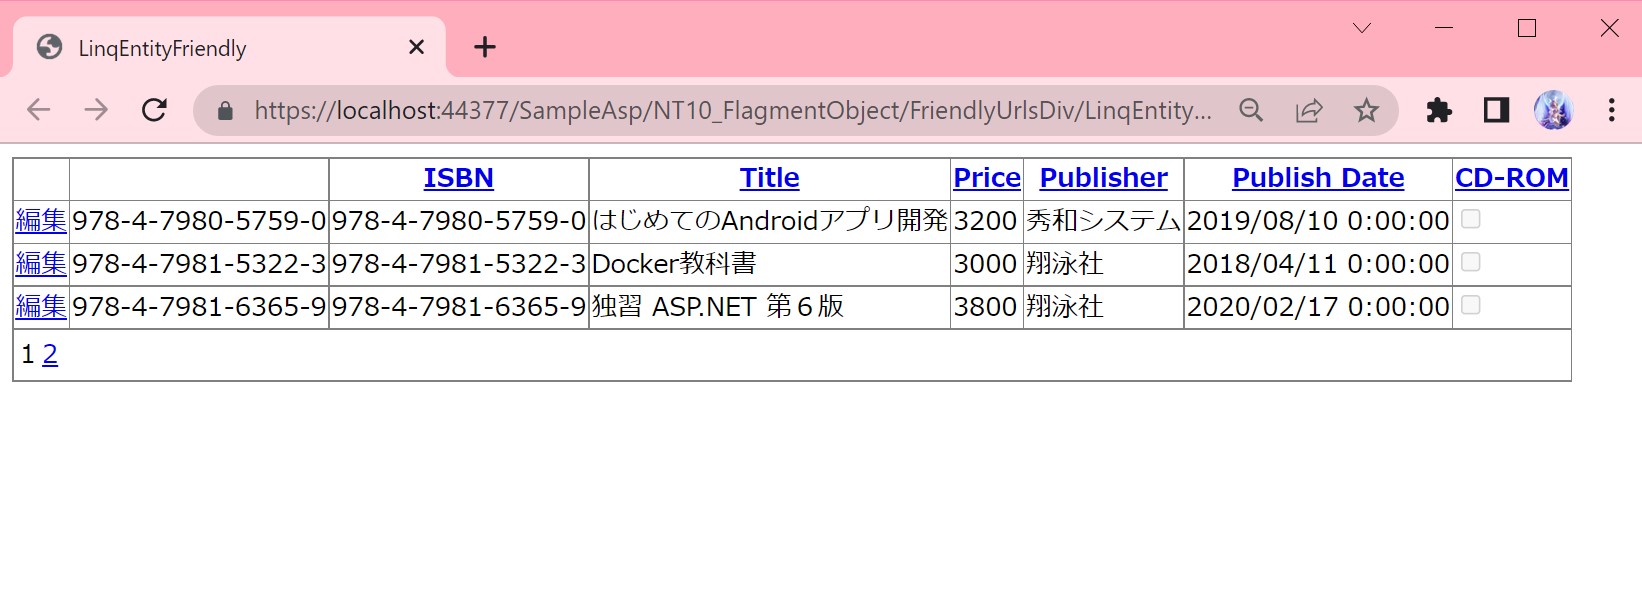 LinqEntityFriendly
https://localhost:44377/SampleAsp/NT10_FlagmentObject/FriendlyUrlsDiv/LinqEntity...
ISBN Title Price Publisher Publish Date CD-ROM
編集 978-4-7980-5759-0 978-4-7980-5759-0 はじめてのAndroidアプリ開発 3200 秀和システム 2019/08/10 0:00:00
編集 978-4-7981-5322-3 978-4-7981-5322-3 Docker教科書 3000 翔泳社 2018/04/11 0:00:00
編集 978-4-7981-6365-9 978-4-7981-6365-9 独習 ASP.NET 第６版 3800 翔泳社 2020/02/17 0:00:00
1 2